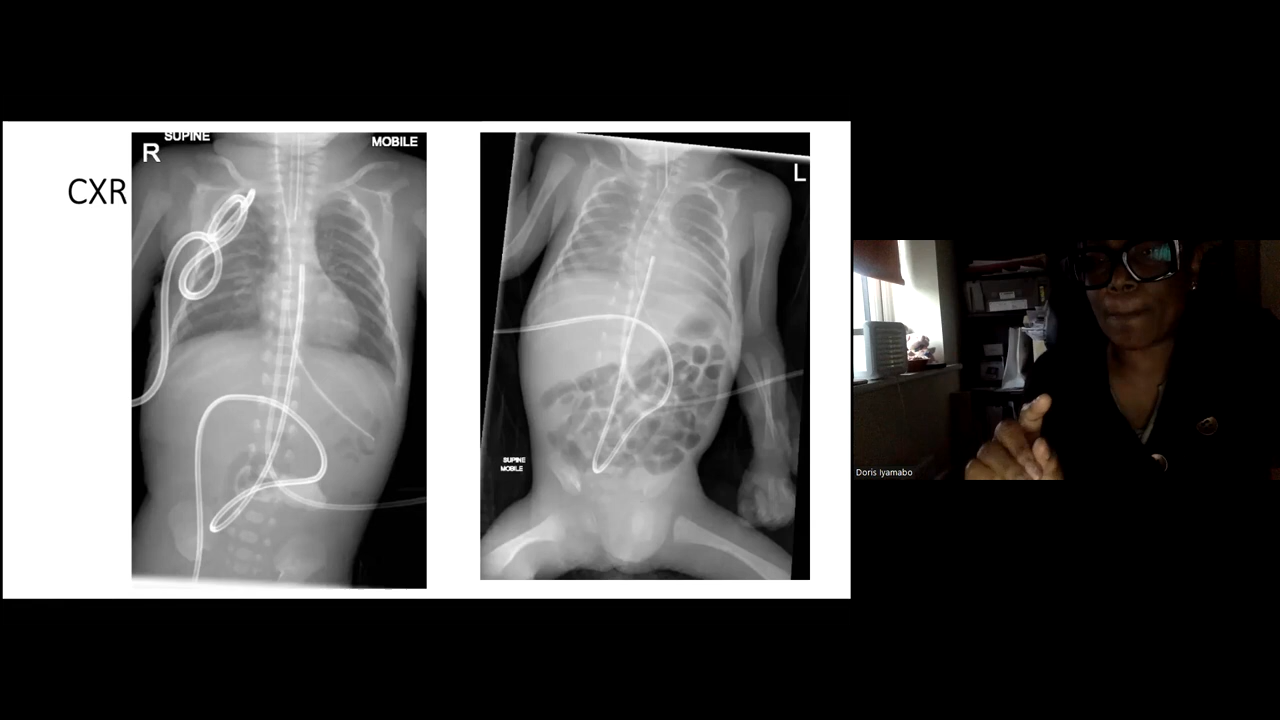 CXR
R
SUPINE
MOBILE
L
SUPINE
MOBILE
Doris Iyamabo